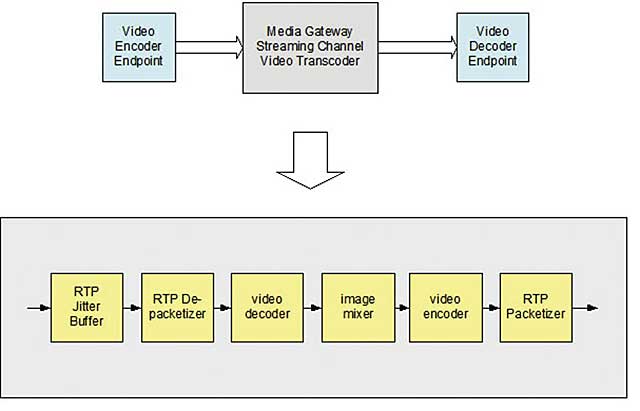 Video
Encoder
Endpoint
Media Gateway
Streaming Channel
Video Transcoder
Video
Decoder
Endpoint
RTP
Jitter
Buffer
RTP De-
packetizer
video
decoder
image
mixer
video
encoder
RTP
Packetizer